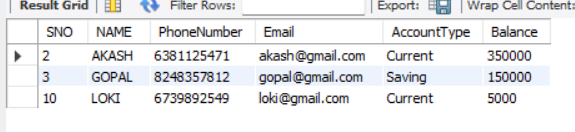 Result Grid Filter Rows: Export: Wrap Cell Content:
SNO NAME PhoneNumber Email AccountType Balance
2 AKASH 6381125471 akash@gmail.com Current 350000
3 GOPAL 8248357812 gopal@gmail.com Saving 150000
10 LOKI 6739892549 loki@gmail.com Current 5000